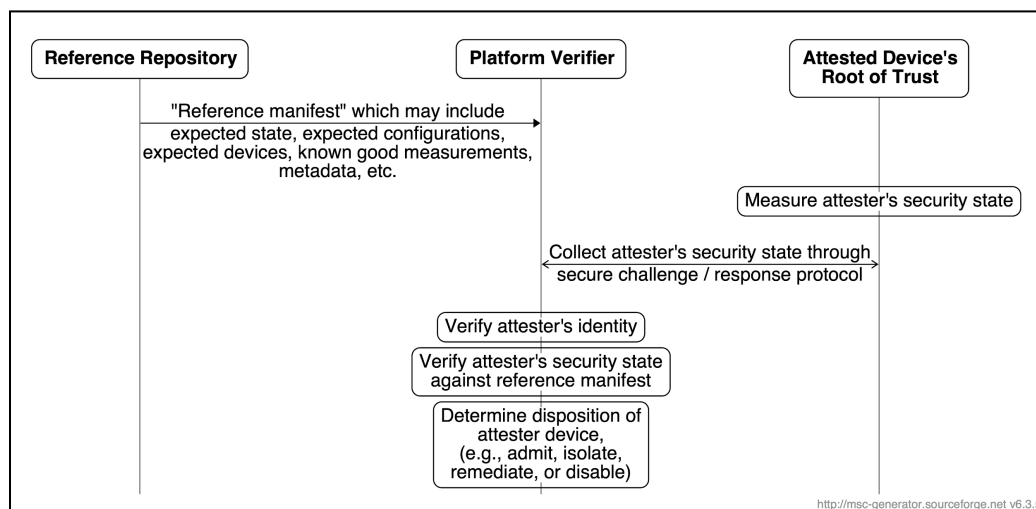 Reference Repository
Platform Verifier
Attested Device's
Root of Trust
"Reference manifest" which may include
expected state, expected configurations,
expected devices, known good measurements,
metadata, etc.
Measure attester's security state
Collect attester's security state through
secure challenge / response protocol
Verify attester's identity
Verify attester's security state
against reference manifest
Determine disposition of
attester device,
(e.g., admit, isolate,
remediate, or disable)
http://msc-generator.sourceforge.net v6.3.